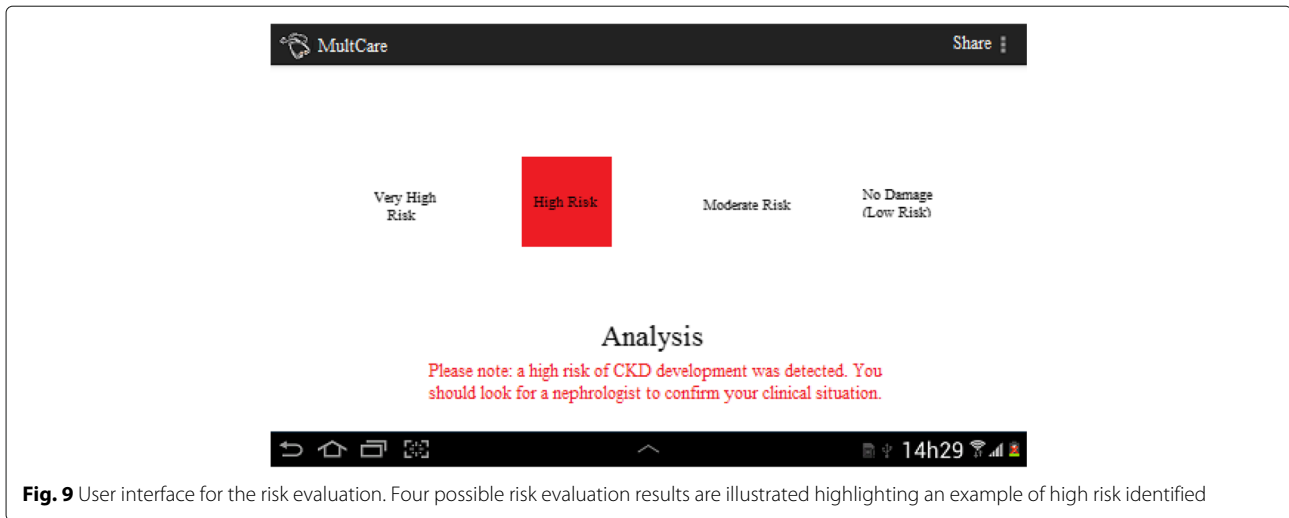 MultCare
Share
Very High
Risk
High Risk
Moderate Risk
No Damage
(Low Risk)
Analysis
Please note: a high risk of CKD development was detected. You
should look for a nephrologist to confirm your clinical situation.
14h29
Fig. 9 User interface for the risk evaluation. Four possible risk evaluation results are illustrated highlighting an example of high risk identified